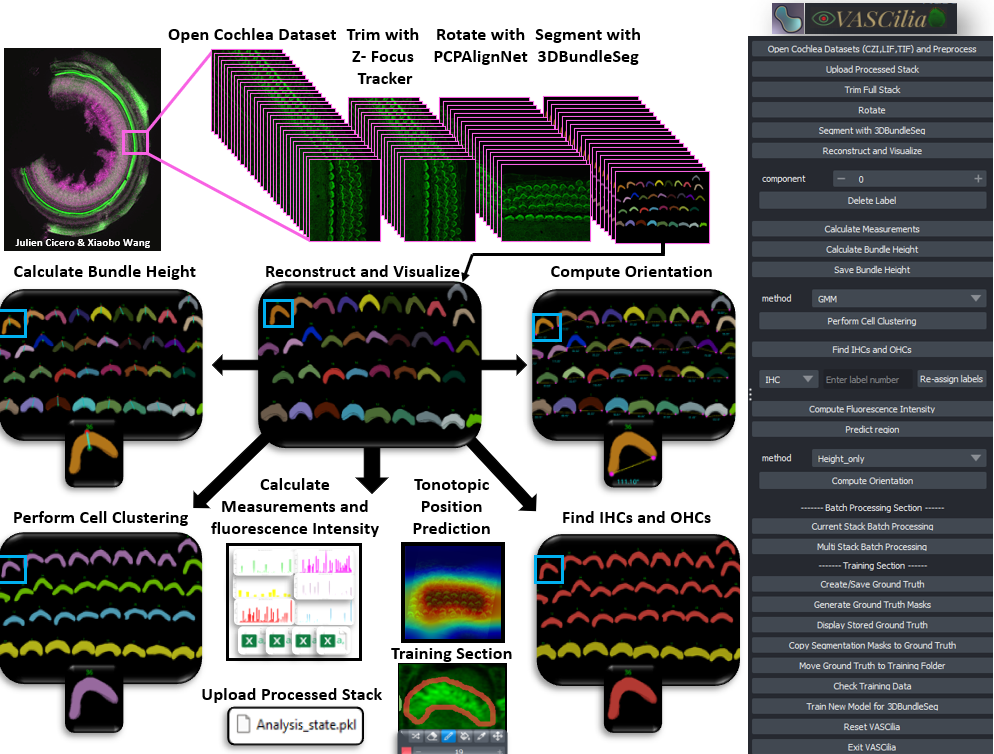 Open Cochlea Dataset
Trim with
Z- Focus
Tracker
Rotate with
PCPAlignNet
Segment with
3DBundleSeg
Julien Cicero & Xiaobo Wang
Calculate Bundle Height
Reconstruct and Visualize
Compute Orientation
36
36
111.10°
Perform Cell Clustering
Calculate
Measurements and
fluorescence Intensity
Tonotopic
Position
Prediction
Find IHCs and OHCs
36
36
Training Section
Upload Processed Stack
Analysis_state.pkl
19
VASCilia
Open Cochlea Datasets (CZI,LIF,TIF) and Preprocess
Upload Processed Stack
Trim Full Stack
Rotate
Segment with 3DBundleSeg
Reconstruct and Visualize
component
0
Delete Label
Calculate Measurements
Calculate Bundle Height
Save Bundle Height
method
GMM
Perform Cell Clustering
Find IHCs and OHCs
IHC
Enter label number
Re-assign labels
Compute Fluorescence Intensity
Predict region
method
Height_only
Compute Orientation
------- Batch Processing Section ------
Current Stack Batch Processing
Multi Stack Batch Processing
------- Training Section ------
Create/Save Ground Truth
Generate Ground Truth Masks
Display Stored Ground Truth
Copy Segmentation Masks to Ground Truth
Move Ground Truth to Training Folder
Check Training Data
Train New Model for 3DBundleSeg
Reset VASCilia
Exit VASCilia